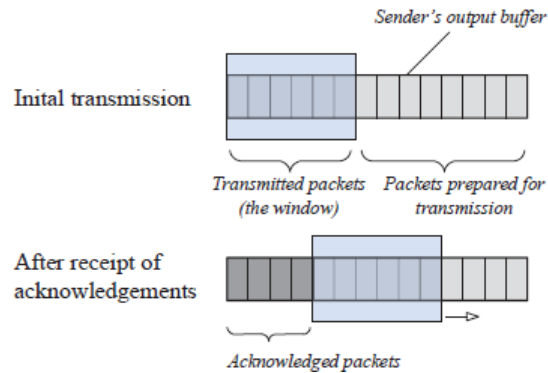 Sender's output buffer
Inital transmission
Transmitted packets
(the window)
Packets prepared for
transmission
After receipt of
acknowledgements
Acknowledged packets